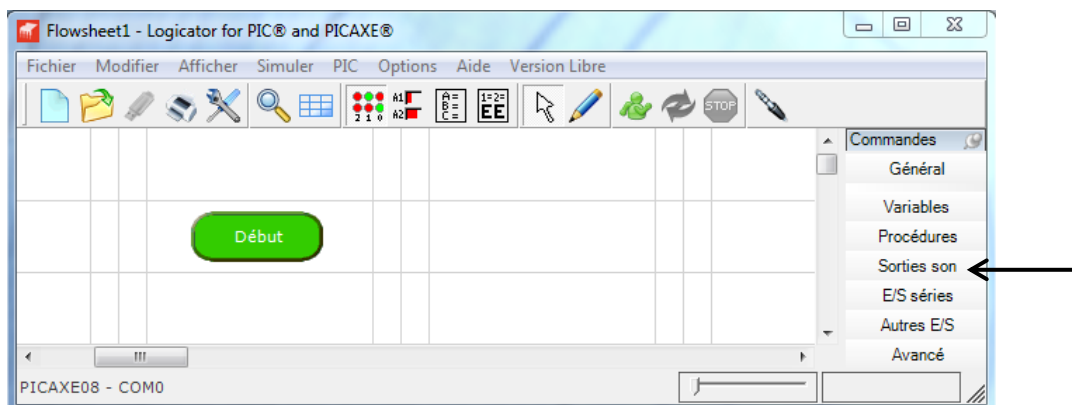 Flowsheet1 - Logicator for PIC® and PICAXE®
Fichier Modifier Afficher Simuler PIC Options Aide Version Libre
2 1 0
A1
A2
A=
B=
C=
1=2=
EE
STOP
Commandes
Général
Variables
Procédures
Sorties son
E/S séries
Autres E/S
Avancé
Début
PICAXE08 - COM0